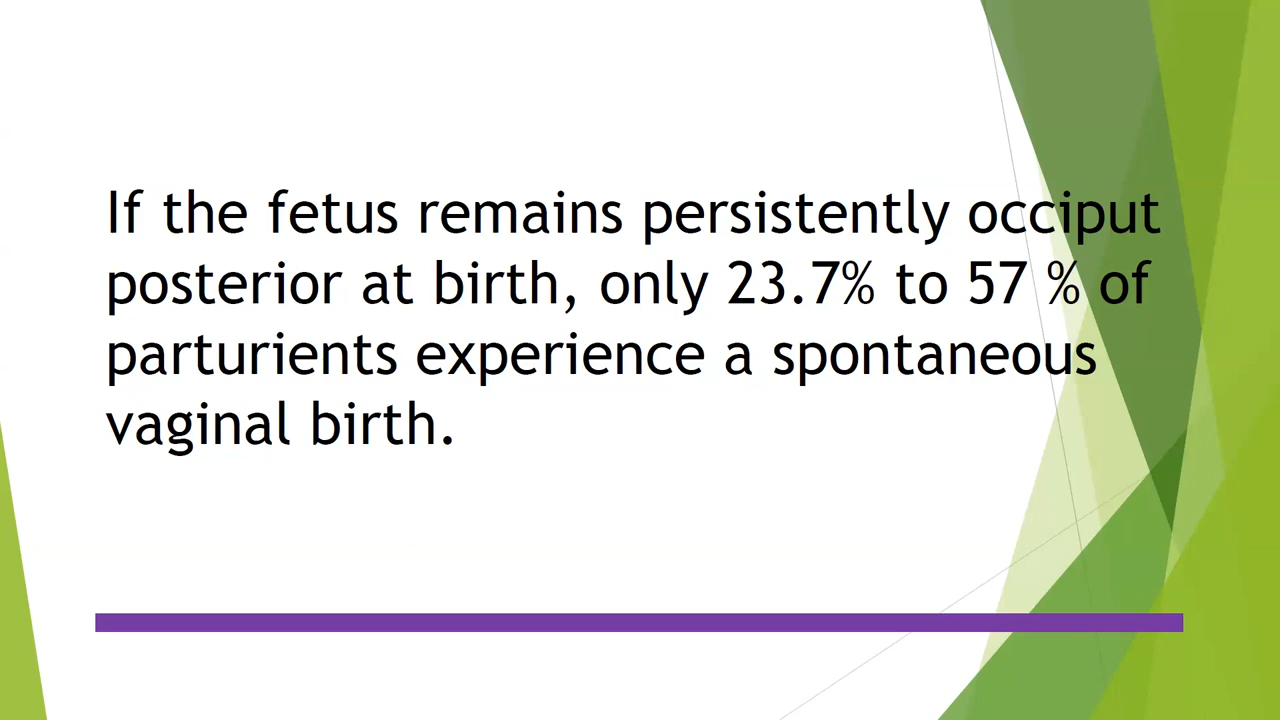 If the fetus remains persistently occiput
posterior at birth, only 23.7% to 57 % of
parturients experience a spontaneous
vaginal birth.